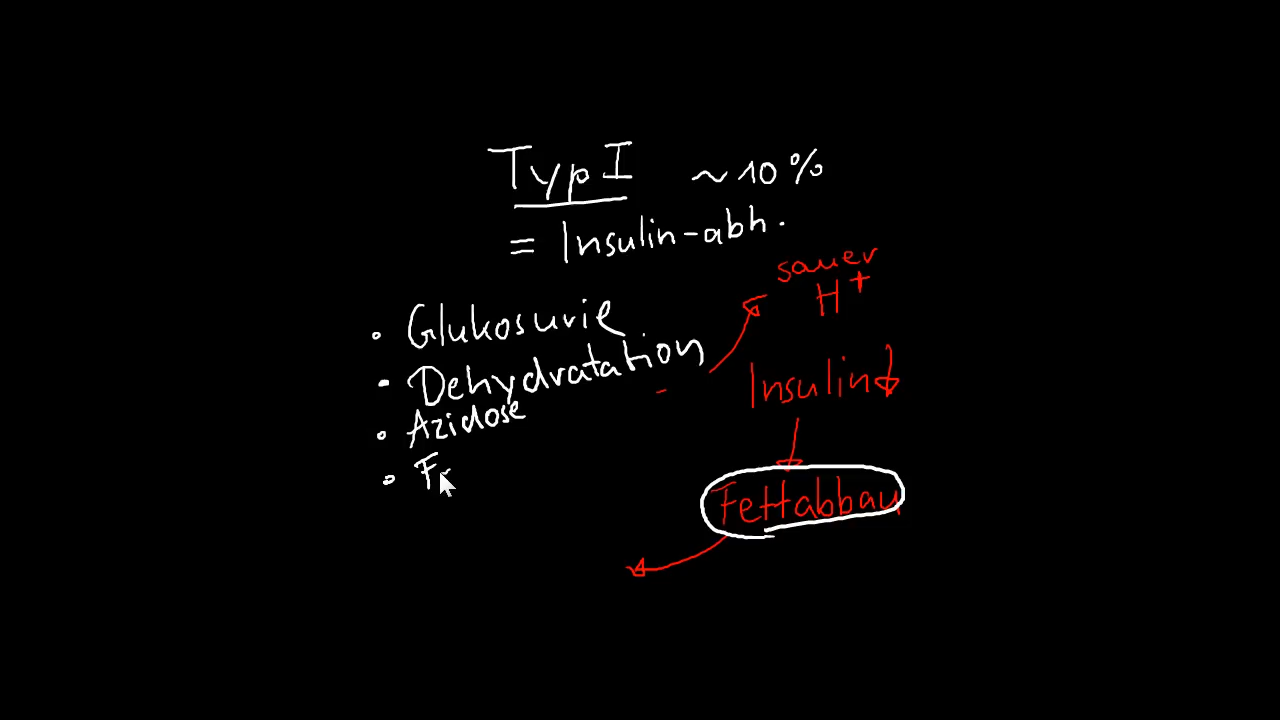 Typ I ~10%
= Insulin-abh.
• Glukosurie
• Dehydratation
• Azidose
sauer
H+
Insulin↓
Fettabbau